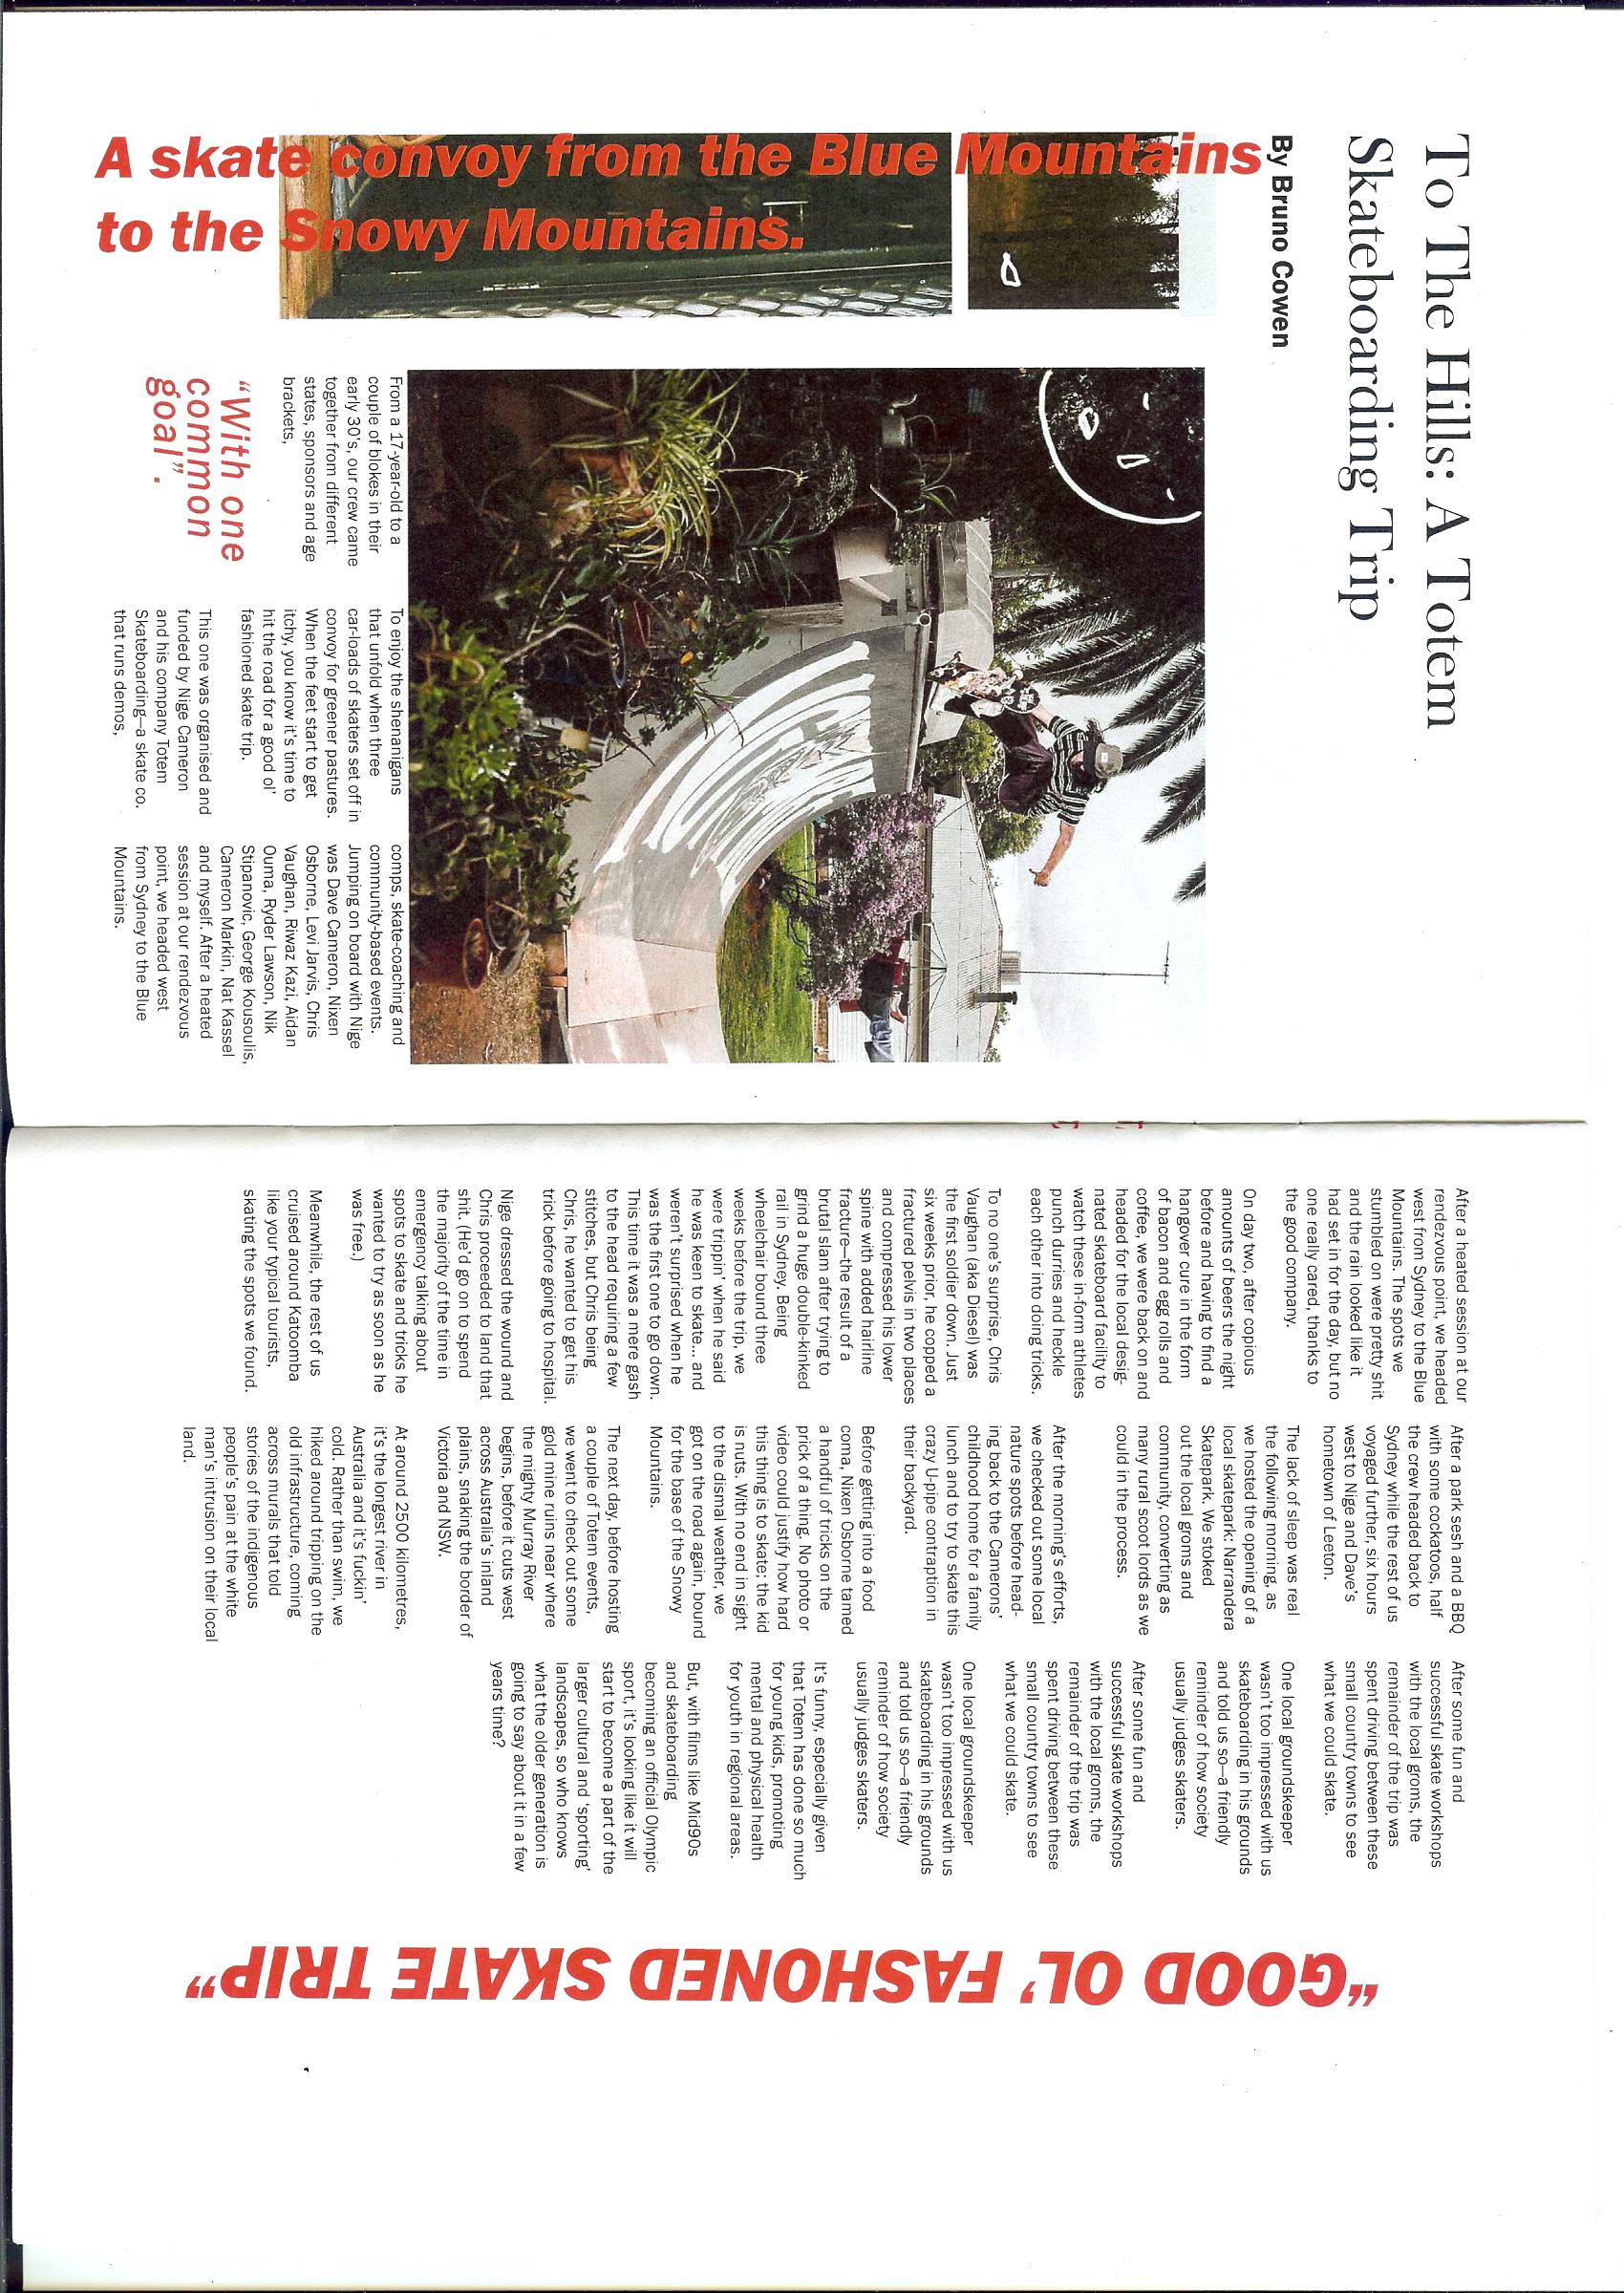 To The Hills: A Totem
Skateboarding Trip
By Bruno Cowen
A skate convoy from the Blue Mountains
to the Snowy Mountains.
From a 17-year-old to a
couple of blokes in their
early 30's, our crew came
together from different
states, sponsors and age
brackets,
“With one
common
goal”.
To enjoy the shenanigans
that unfold when three
car-loads of skaters set off in
convoy for greener pastures.
When the feet start to get
itchy, you know it's time to
hit the road for a good ol'
fashioned skate trip.
This one was organised and
funded by Nige Cameron
and his company Totem
Skateboarding—a skate co.
that runs demos,
comps, skate-coaching and
community-based events.
Jumping on board with Nige
was Dave Cameron, Nixen
Osborne, Levi Jarvis, Chris
Vaughan, Riwaz Kazi, Aidan
Ouma, Ryder Lawson, Nik
Stipanovic, George Kousoulis,
Cameron Markin, Nat Kassel
and myself. After a heated
session at our rendezvous
point, we headed west
from Sydney to the Blue
Mountains.
After a heated session at our
rendezvous point, we headed
west from Sydney to the Blue
Mountains. The spots we
stumbled on were pretty shit
and the rain looked like it
had set in for the day, but no
one really cared, thanks to
the good company.
On day two, after copious
amounts of beers the night
before and having to find a
hangover cure in the form
of bacon and egg rolls and
coffee, we were back on and
headed for the local desig-
nated skateboard facility to
watch these in-form athletes
punch durries and heckle
each other into doing tricks.
To no one's surprise, Chris
Vaughan (aka Diesel) was
the first soldier down. Just
six weeks prior, he copped a
fractured pelvis in two places
and compressed his lower
spine with added hairline
fracture—the result of a
brutal slam after trying to
grind a huge double-kinked
rail in Sydney. Being
wheelchair bound three
weeks before the trip, we
were trippin' when he said
he was keen to skate... and
weren't surprised when he
was the first one to go down.
This time it was a mere gash
to the head requiring a few
stitches, but Chris being
Chris, he wanted to get his
trick before going to hospital.
Nige dressed the wound and
Chris proceeded to land that
shit. (He'd go on to spend
the majority of the time in
emergency talking about
spots to skate and tricks he
wanted to try as soon as he
was free.)
Meanwhile, the rest of us
cruised around Katoomba
like your typical tourists,
skating the spots we found.
After a park sesh and a BBQ
with some cockatoos, half
the crew headed back to
Sydney while the rest of us
voyaged further, six hours
west to Nige and Dave's
hometown of Leeton.
The lack of sleep was real
the following morning, as
we hosted the opening of a
local skatepark: Narrandera
Skatepark. We stoked
out the local groms and
community, converting as
many rural scoot lords as we
could in the process.
After the morning's efforts,
we checked out some local
nature spots before head-
ing back to the Camerons'
childhood home for a family
lunch and to try to skate this
crazy U-pipe contraption in
their backyard.
Before getting into a food
coma, Nixen Osborne tamed
a handful of tricks on the
prick of a thing. No photo or
video could justify how hard
this thing is to skate; the kid
is nuts. With no end in sight
to the dismal weather, we
got on the road again, bound
for the base of the Snowy
Mountains.
The next day, before hosting
a couple of Totem events,
we went to check out some
gold mine ruins near where
the mighty Murray River
begins, before it cuts west
across Australia's inland
plains, snaking the border of
Victoria and NSW.
At around 2500 kilometres,
it's the longest river in
Australia and it's fuckin'
cold. Rather than swim, we
hiked around tripping on the
old infrastructure, coming
across murals that told
stories of the indigenous
people's pain at the white
man's intrusion on their local
land.
After some fun and
successful skate workshops
with the local groms, the
remainder of the trip was
spent driving between these
small country towns to see
what we could skate.
One local groundskeeper
wasn't too impressed with us
skateboarding in his grounds
and told us so—a friendly
reminder of how society
usually judges skaters.
After some fun and
successful skate workshops
with the local groms, the
remainder of the trip was
spent driving between these
small country towns to see
what we could skate.
One local groundskeeper
wasn't too impressed with us
skateboarding in his grounds
and told us so—a friendly
reminder of how society
usually judges skaters.
It's funny, especially given
that Totem has done so much
for young kids, promoting
mental and physical health
for youth in regional areas.
But, with films like Mid90s
and skateboarding
becoming an official Olympic
sport, it's looking like it will
start to become a part of the
larger cultural and ‘sporting’
landscapes, so who knows
what the older generation is
going to say about it in a few
years time?
“GOOD OL' FASHIONED SKATE TRIP”